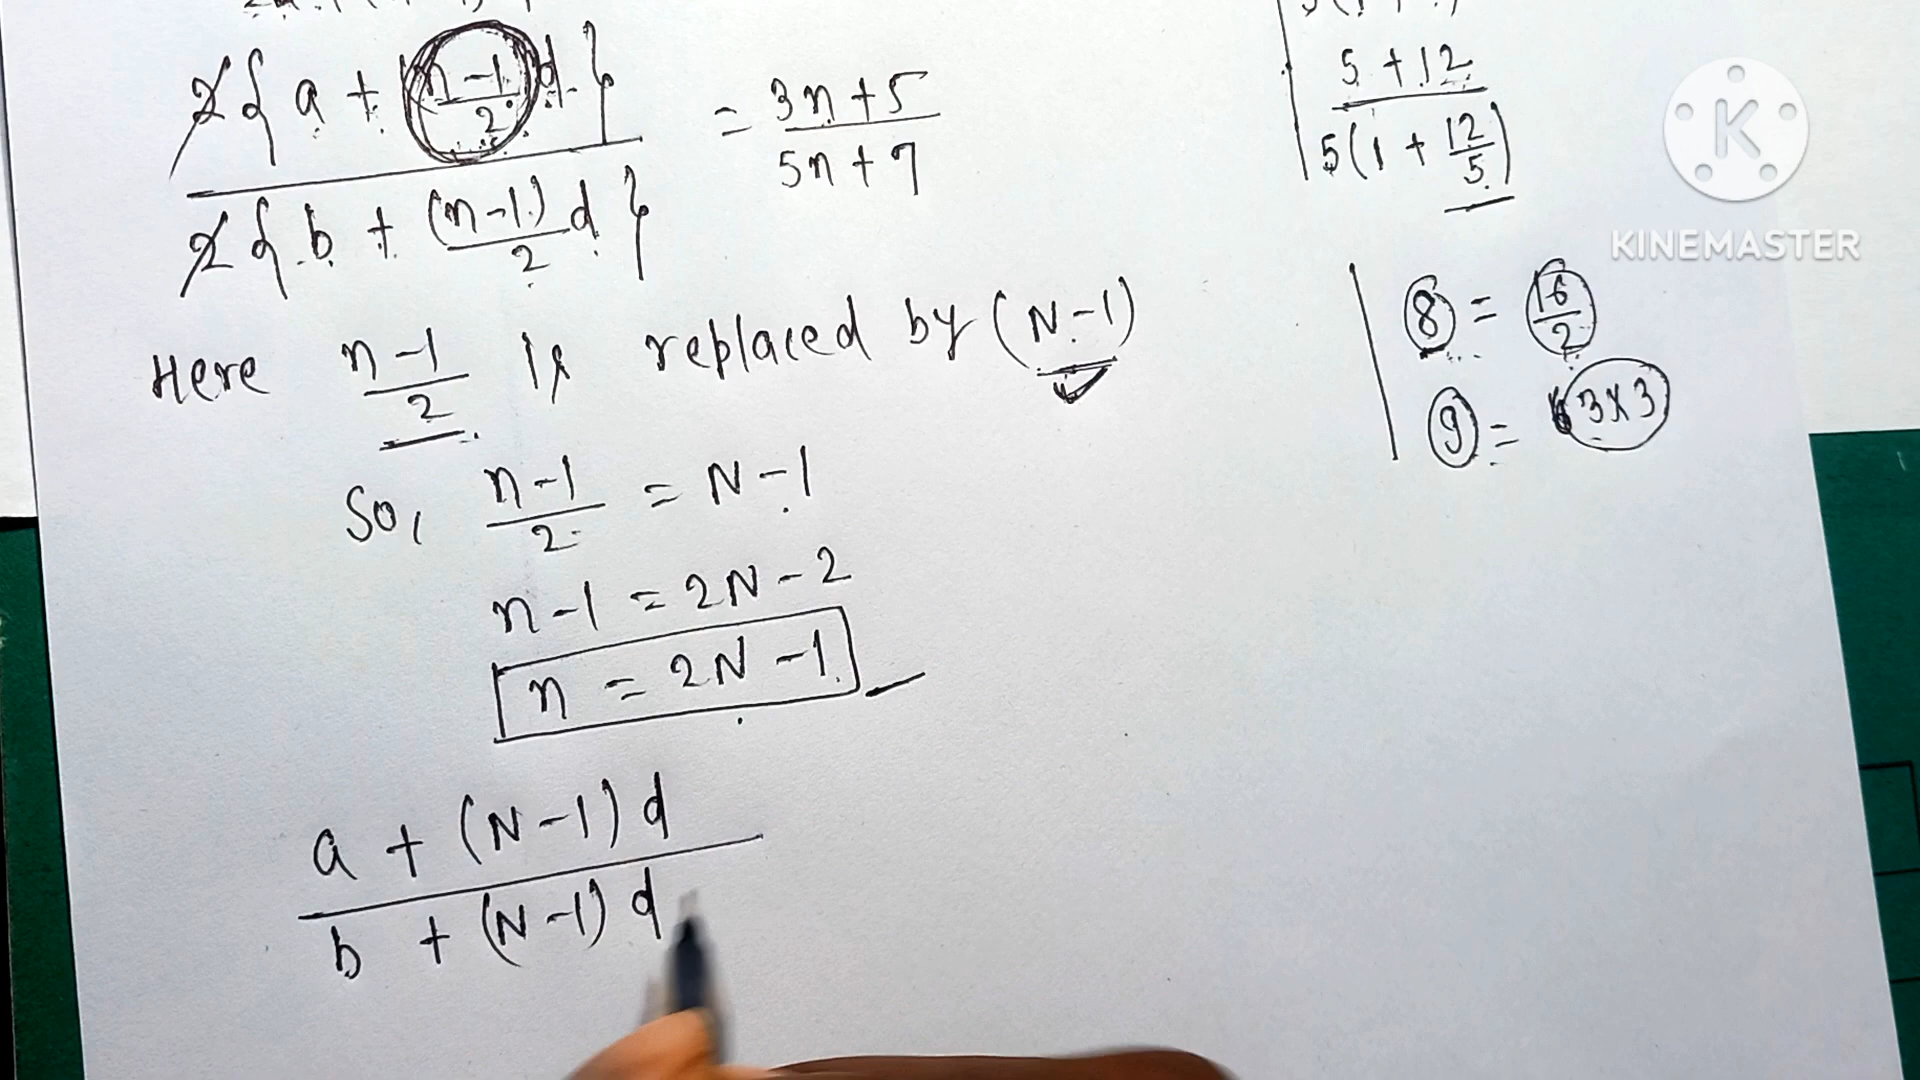 2{ a + (n-1)/2 d } / 2{ b + (n-1)/2 d } = 3n+5 / 5n+7
Here n-1/2 is replaced by (N-1)
So, n-1/2 = N-1
n-1 = 2N-2
n = 2N-1
a + (N-1) d
b + (N-1) d
5 + 12
5(1 + 12/5)
8 = 16/2
9 = 3x3
K
KINEMASTER